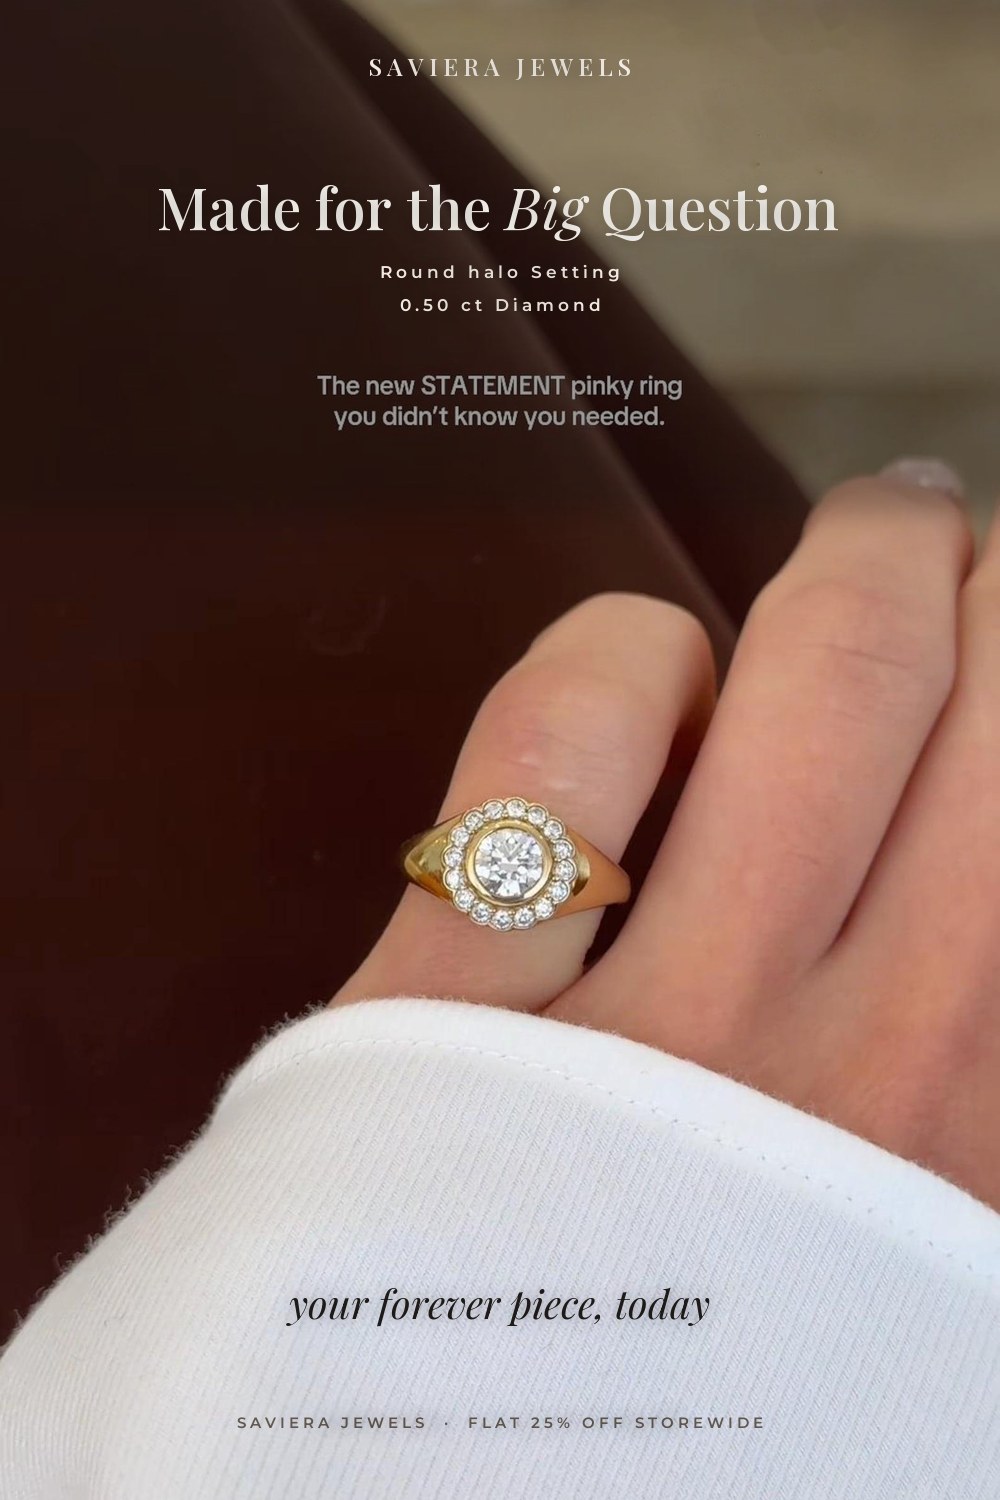 SAVIERA JEWELS
Made for the Big Question
Round halo Setting
0.50 ct Diamond
The new STATEMENT pinky ring
you didn’t know you needed.
your forever piece, today
SAVIERA JEWELS · FLAT 25% OFF STOREWIDE